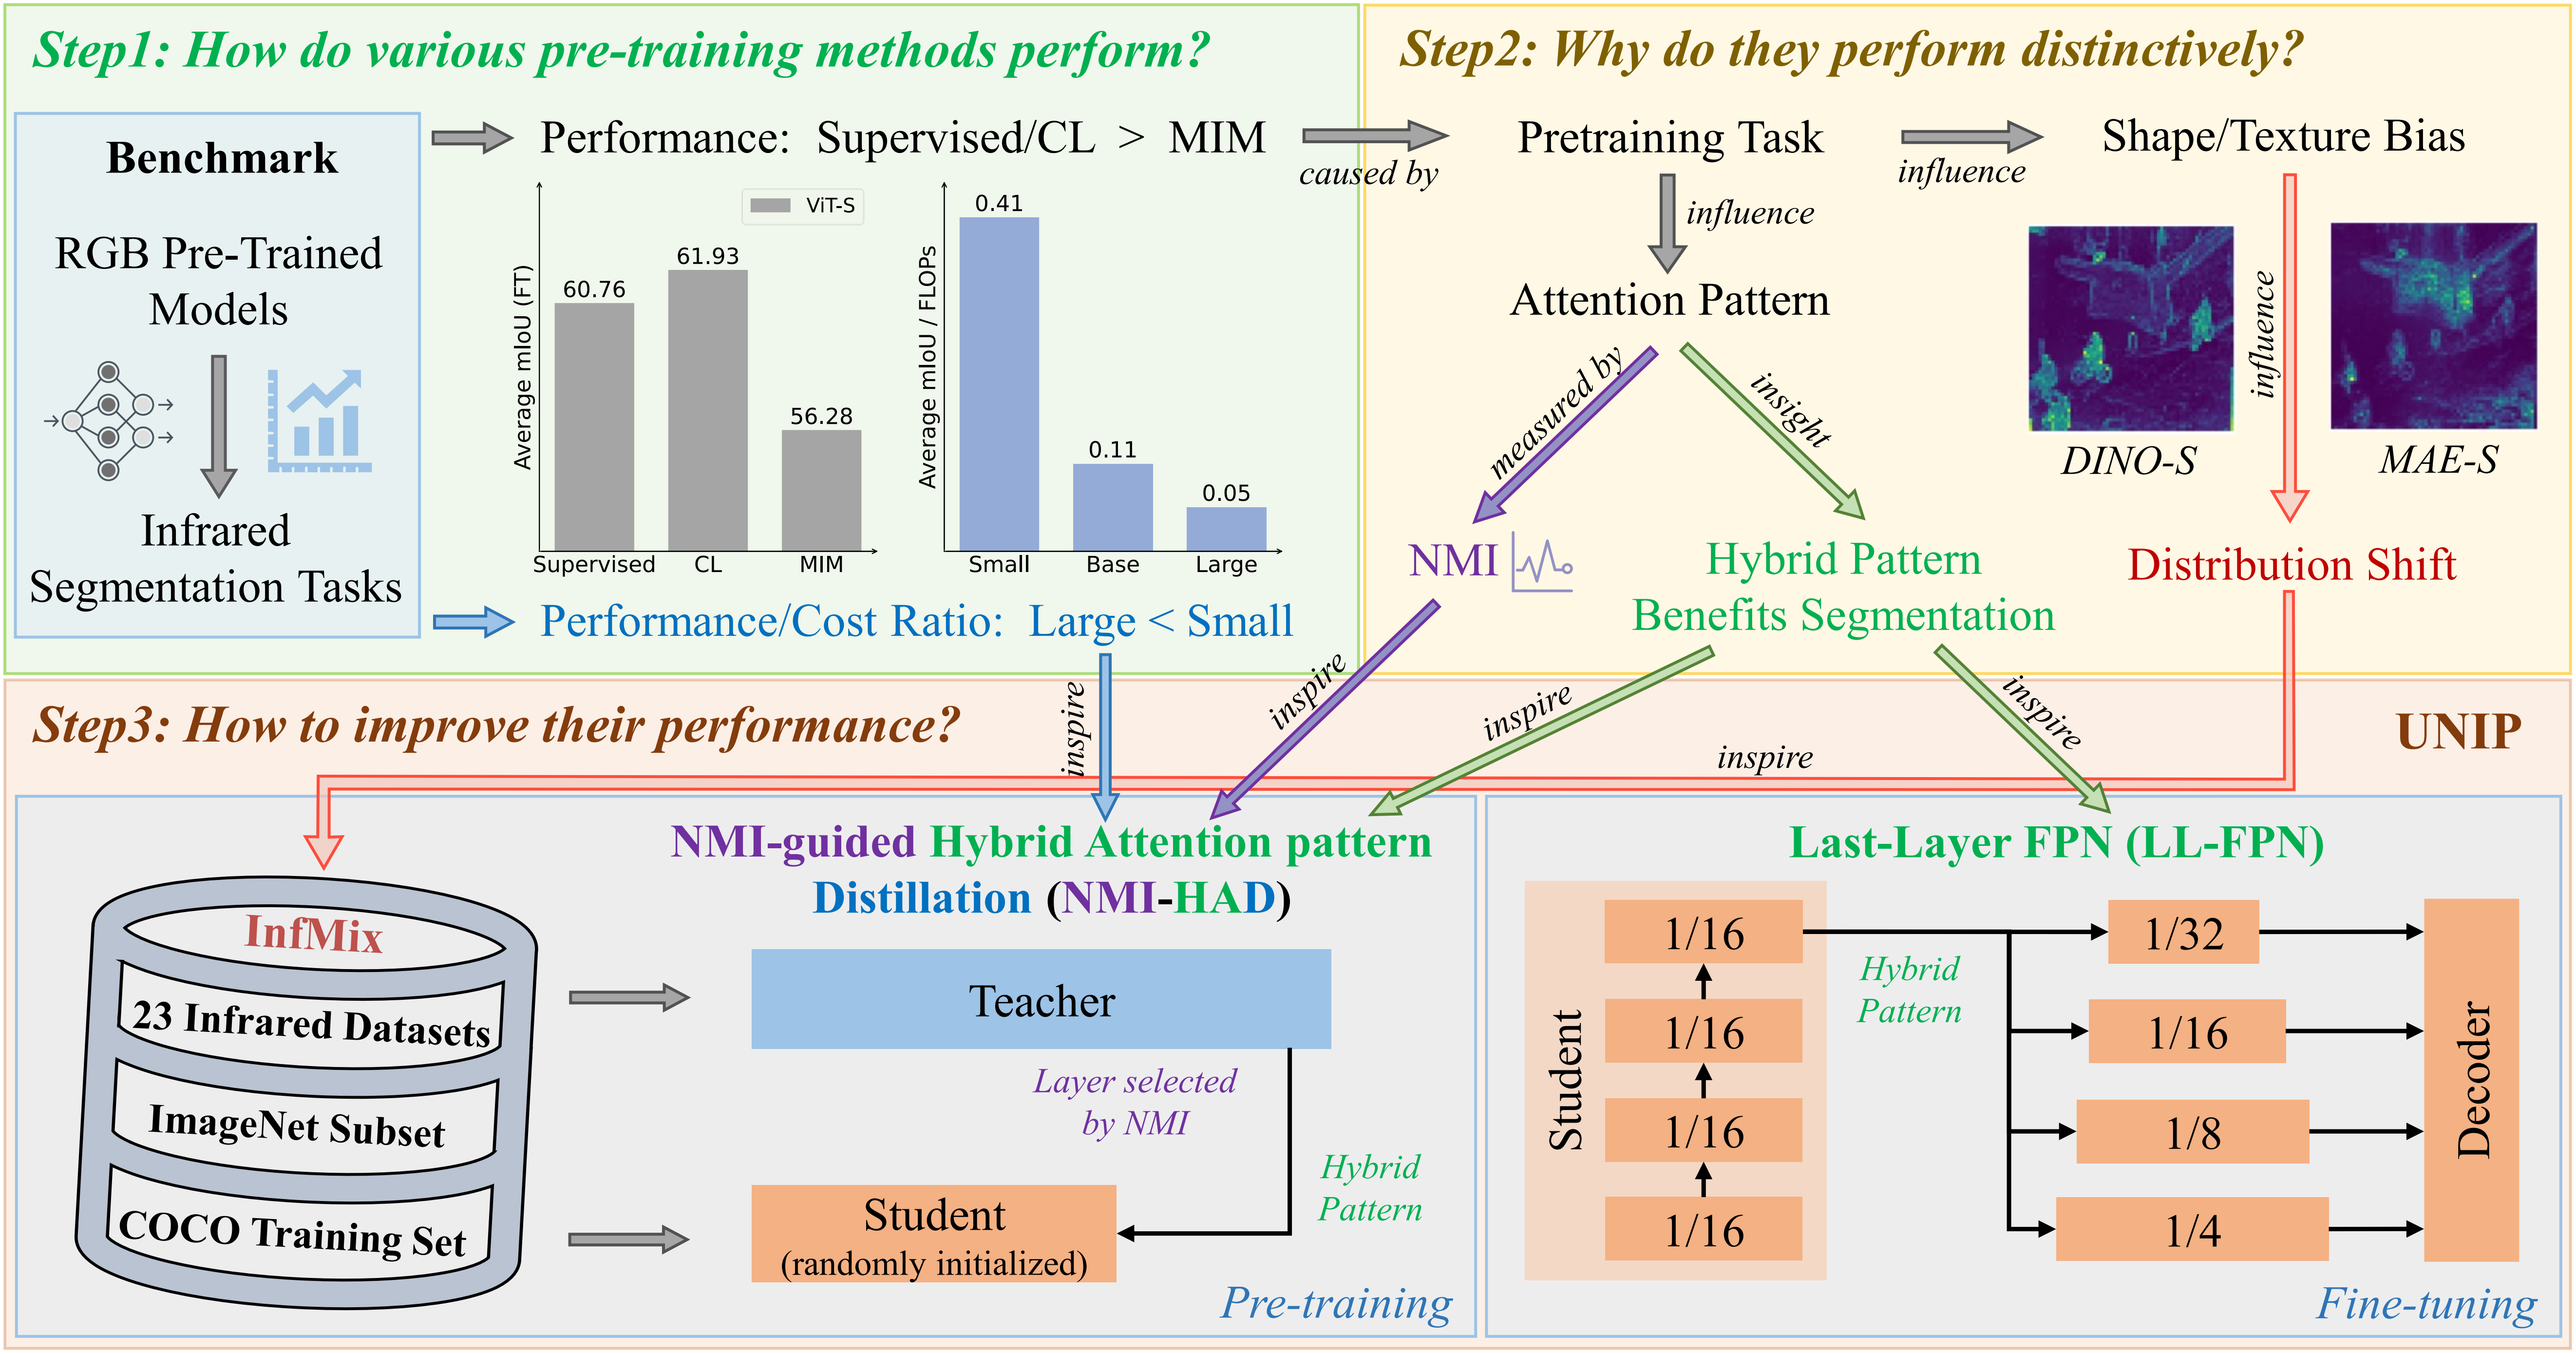 Step1: How do various pre-training methods perform?
Benchmark
RGB Pre-Trained
Models
Infrared
Segmentation Tasks
Performance: Supervised/CL > MIM
Average mIoU (FT)
ViT-S
60.76
61.93
56.28
Supervised
CL
MIM
Average mIoU / FLOPs
0.41
0.11
0.05
Small
Base
Large
Performance/Cost Ratio: Large < Small
caused by
Step2: Why do they perform distinctively?
Pretraining Task
influence
Shape/Texture Bias
influence
Attention Pattern
measured by
insight
influence
DINO-S
MAE-S
NMI
Hybrid Pattern
Benefits Segmentation
Distribution Shift
Step3: How to improve their performance?
UNIP
inspire
inspire
inspire
inspire
inspire
InfMix
23 Infrared Datasets
ImageNet Subset
COCO Training Set
NMI-guided Hybrid Attention pattern
Distillation (NMI-HAD)
Teacher
Layer selected
by NMI
Hybrid
Pattern
Student
(randomly initialized)
Pre-training
Last-Layer FPN (LL-FPN)
Student
1/16
1/16
1/16
1/16
Hybrid
Pattern
1/32
1/16
1/8
1/4
Decoder
Fine-tuning